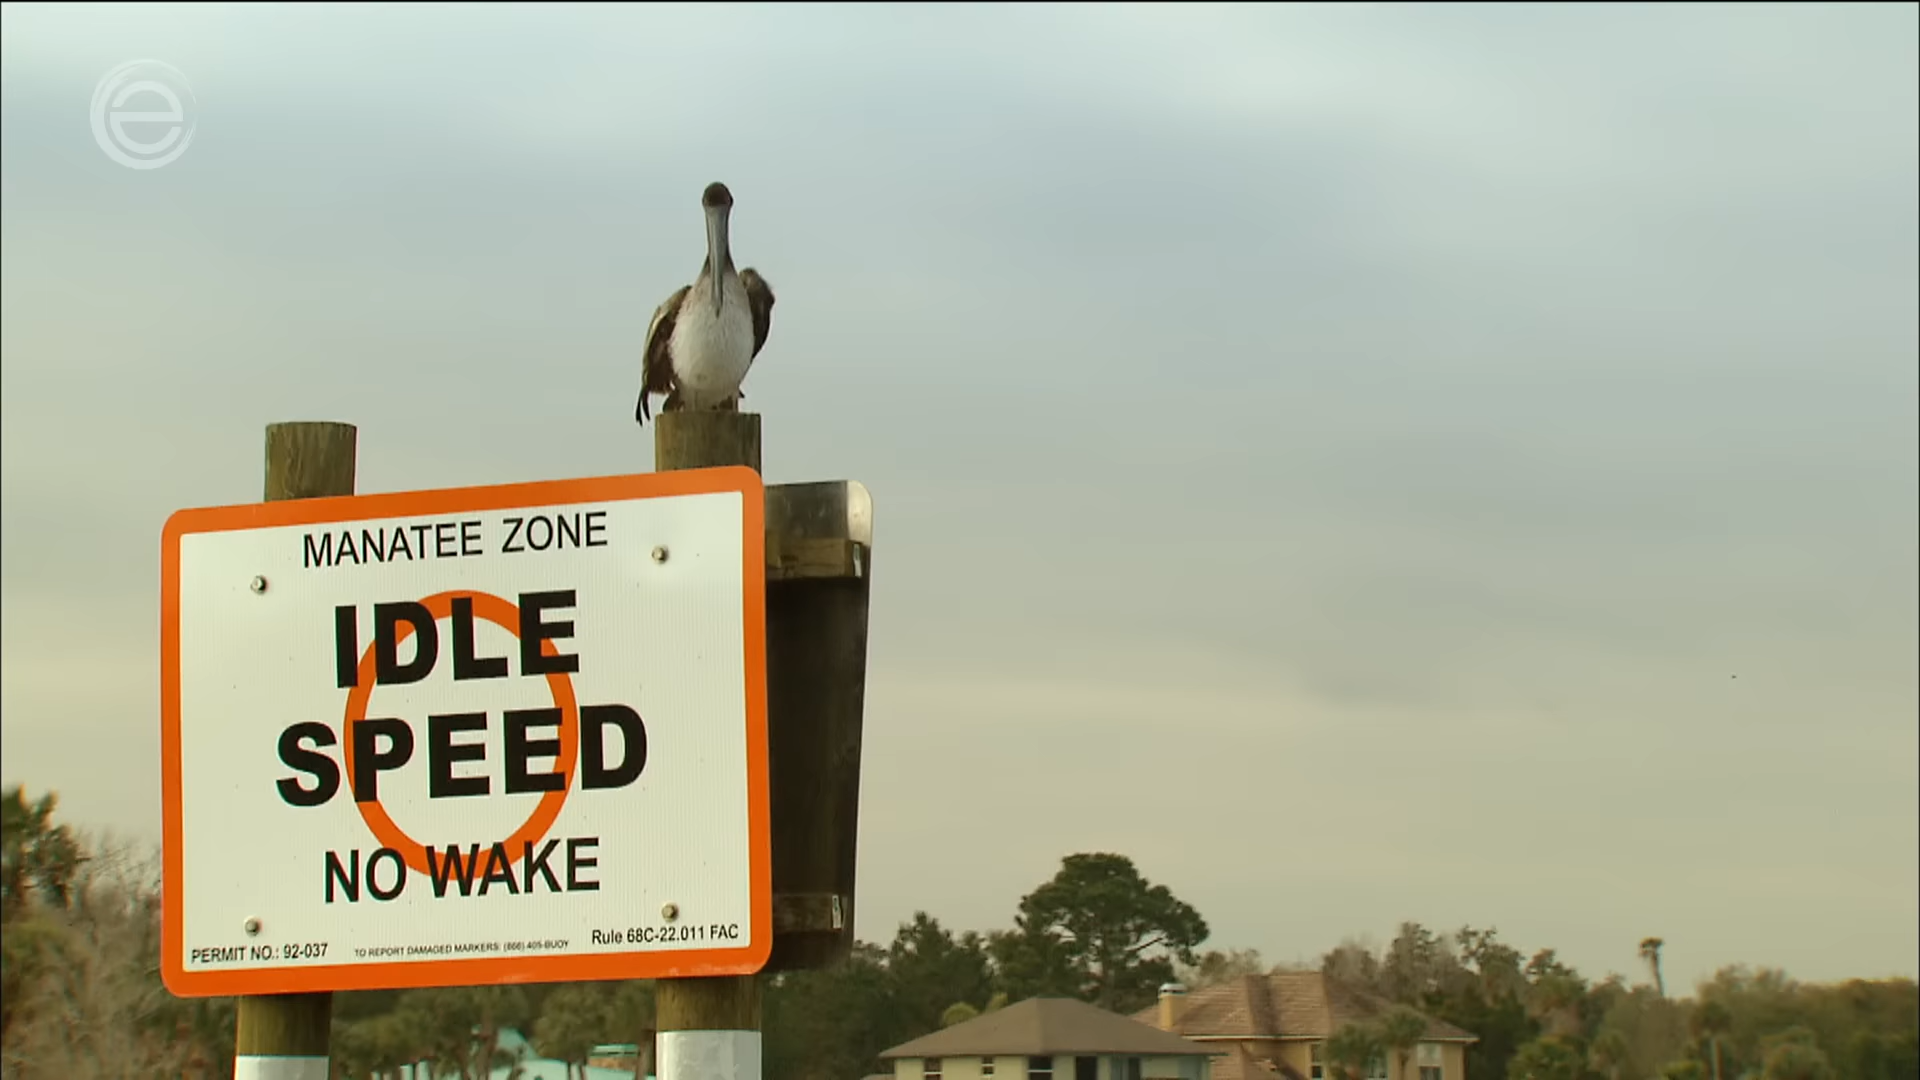 MANATEE ZONE
IDLE
SPEED
NO WAKE
PERMIT NO.: 92-037
TO REPORT DAMAGED MARKERS: (866) 405-BUOY
Rule 68C-22.011 FAC